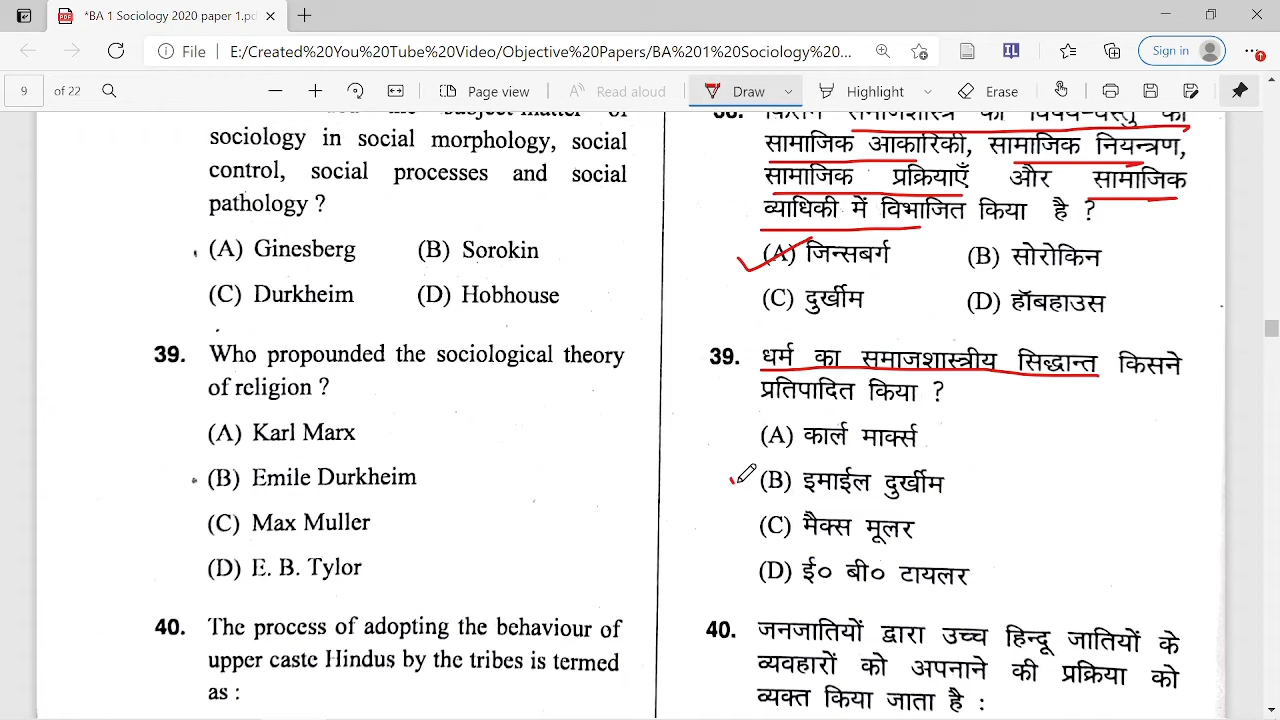 *BA 1 Sociology 2020 paper 1.pd
File
E:/Created%20You%20Tube%20Video/Objective%20Papers/BA%201%20Sociology%20...
Sign in
9 of 22
Page view
Read aloud
Draw
Highlight
Erase
sociology in social morphology, social
control, social processes and social
pathology ?
(A) Ginesberg (B) Sorokin
(C) Durkheim (D) Hobhouse
39. Who propounded the sociological theory
of religion ?
(A) Karl Marx
(B) Emile Durkheim
(C) Max Muller
(D) E. B. Tylor
40. The process of adopting the behaviour of
upper caste Hindus by the tribes is termed
as :
समाजशास्त्र की विषय-वस्तु को
सामाजिक आकारिकी, सामाजिक नियन्त्रण,
सामाजिक प्रक्रियाएँ और सामाजिक
व्याधिकी में विभाजित किया है ?
(A) जिन्सबर्ग (B) सोरोकिन
(C) दुर्खीम (D) हॉबहाउस
39. धर्म का समाजशास्त्रीय सिद्धान्त किसने
प्रतिपादित किया ?
(A) कार्ल मार्क्स
(B) इमाईल दुर्खीम
(C) मैक्स मूलर
(D) ई० बी० टायलर
40. जनजातियों द्वारा उच्च हिन्दू जातियों के
व्यवहारों को अपनाने की प्रक्रिया को
व्यक्त किया जाता है :